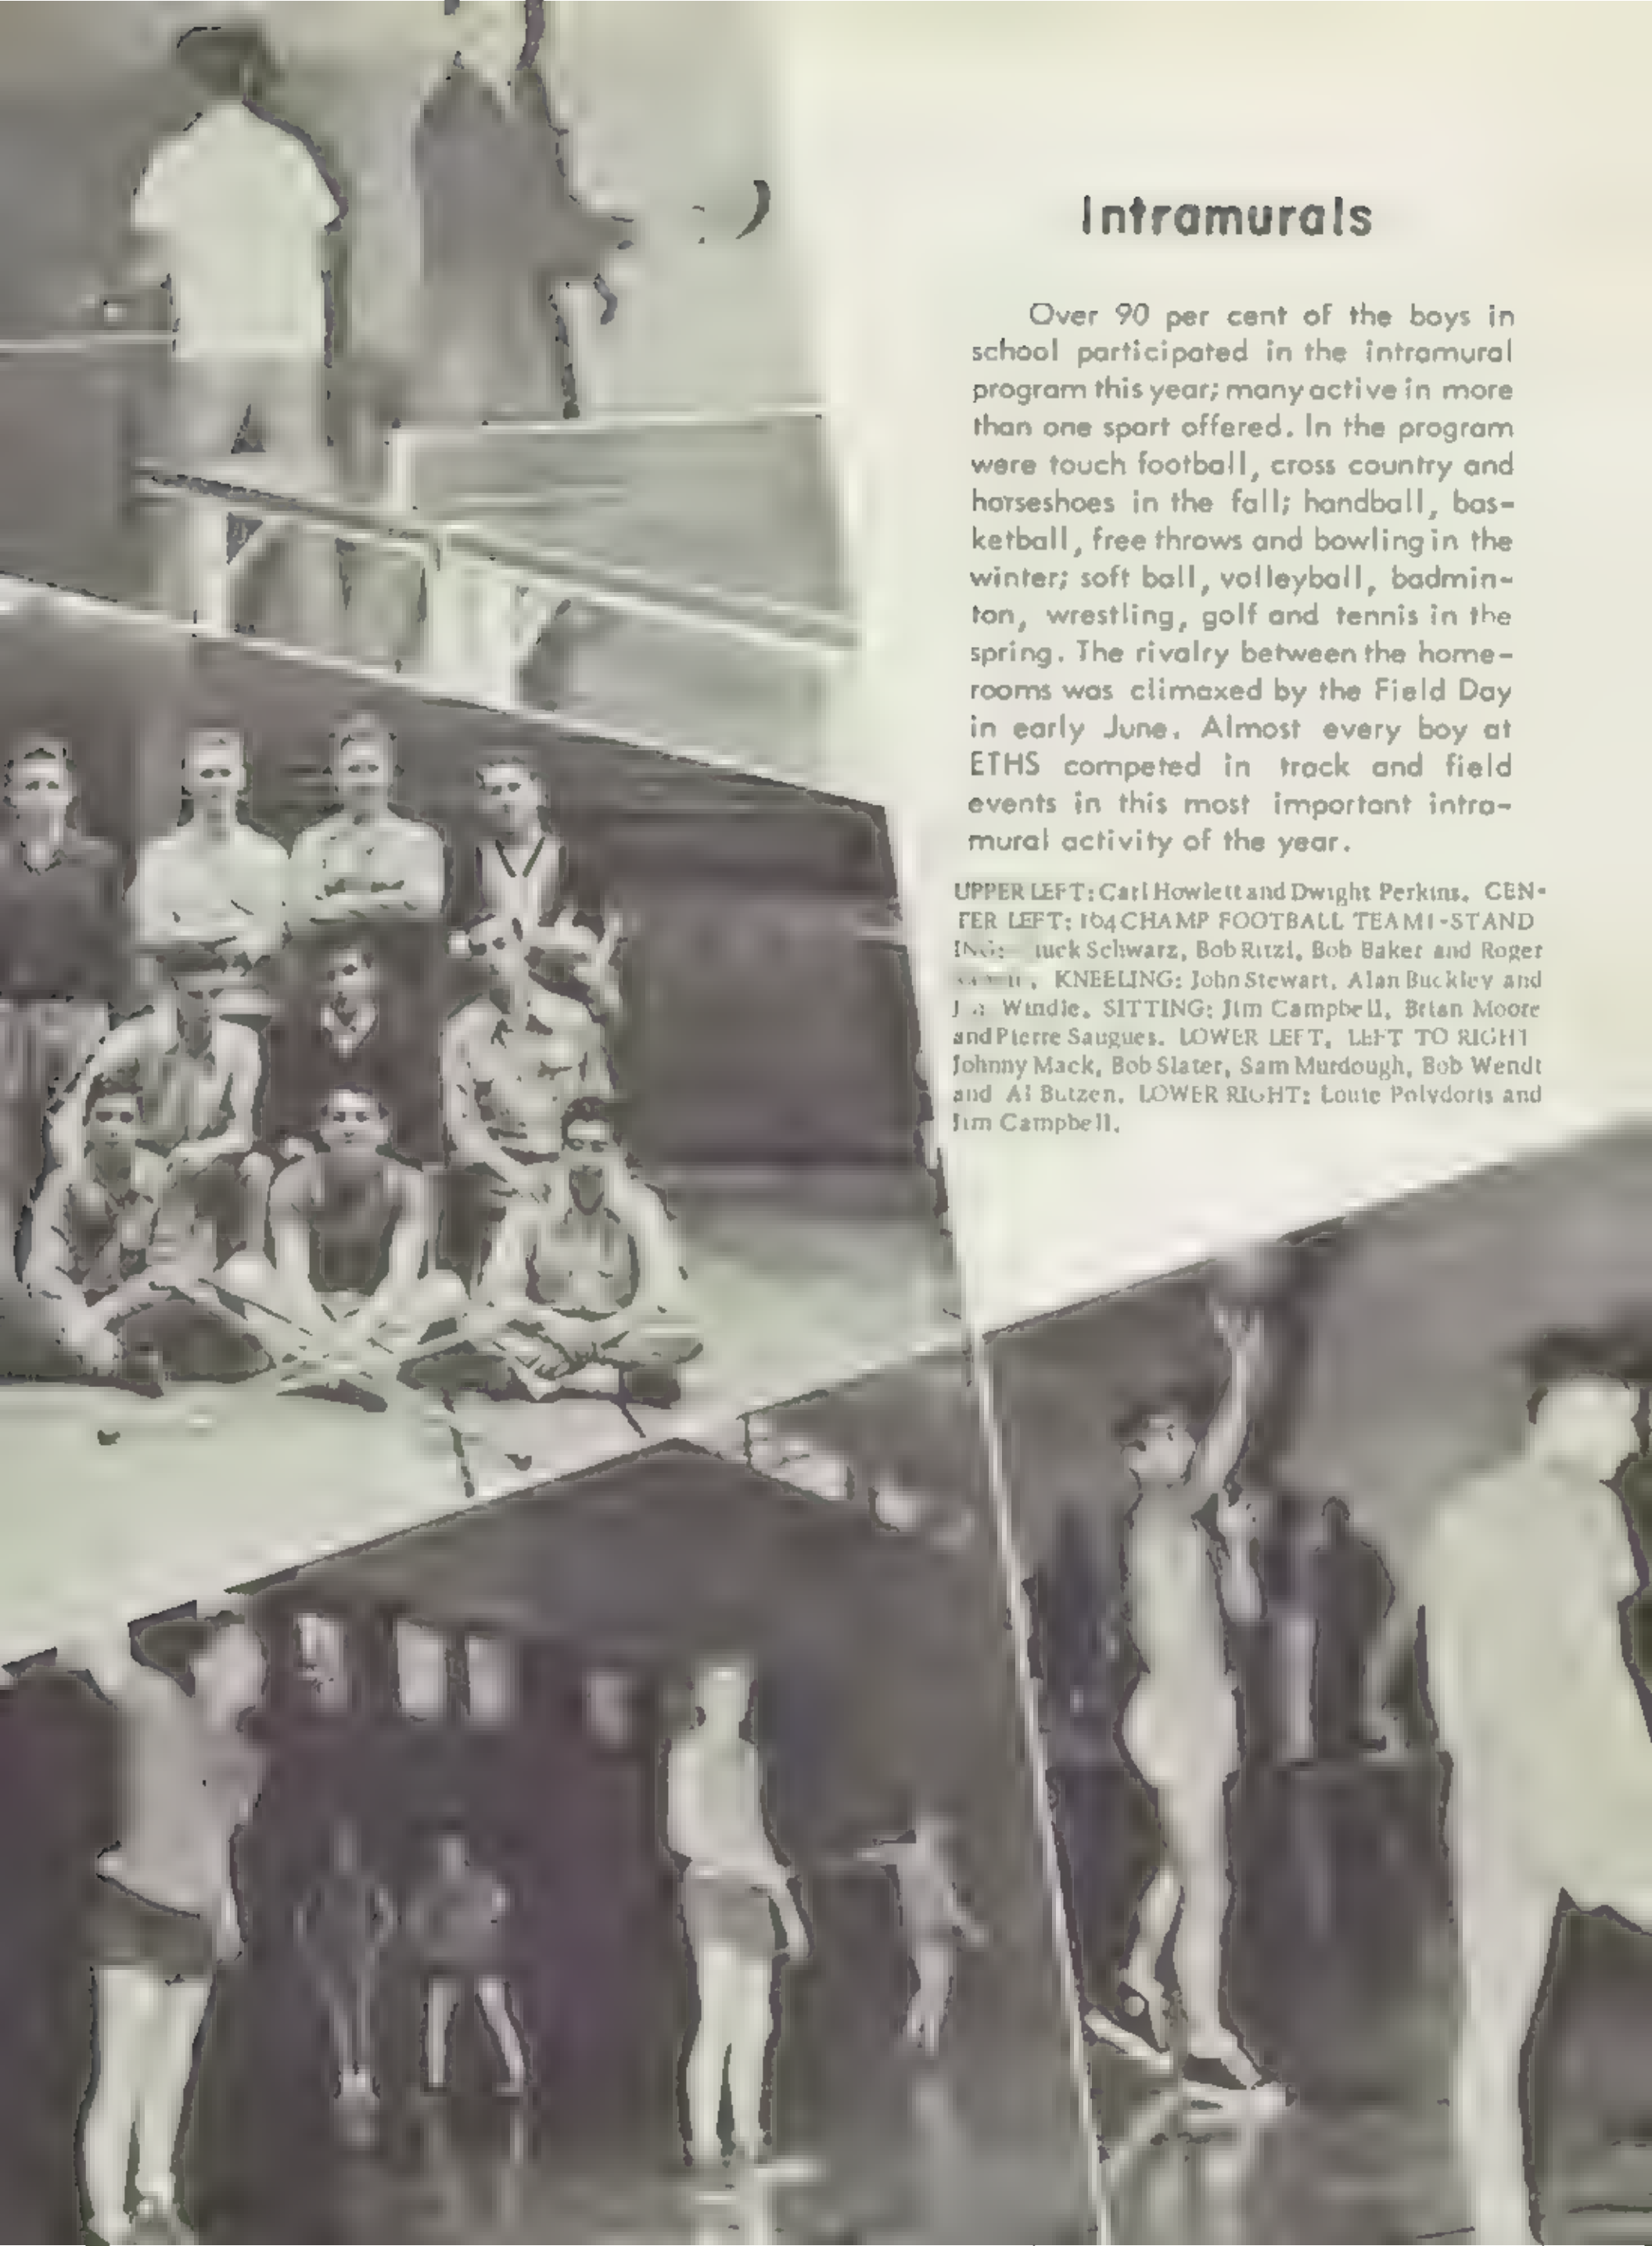 Intramurals
Over 90 per cent of the boys in
school participated in the intramural
program this year; many active in more
than one sport offered. In the program
were touch football, cross country and
horseshoes in the fall; handball, bas-
ketball, free throws and bowling in the
winter; soft ball, volleyball, badmin-
ton, wrestling, golf and tennis in the
spring. The rivalry between the home-
rooms was climaxed by the Field Day
in early June. Almost every boy at
ETHS competed in track and field
events in this most important intra-
mural activity of the year.
UPPER LEFT: Carl Howlett and Dwight Perkins. CEN-
TER LEFT: 164 CHAMP FOOTBALL TEAM I-STAND
ING: Schwarz, Bob Ritzl, Bob Baker and Roger
KNEELING: John Stewart, Alan Buckley and
Windle. SITTING: Jim Campbell, Brian Moore
and Pierre Saugues. LOWER LEFT, LEFT TO RIGHT
Johnny Mack, Bob Slater, Sam Murdough, Bob Wendt
and Al Butzen. LOWER RIGHT: Louie Polydoris and
Jim Campbell.